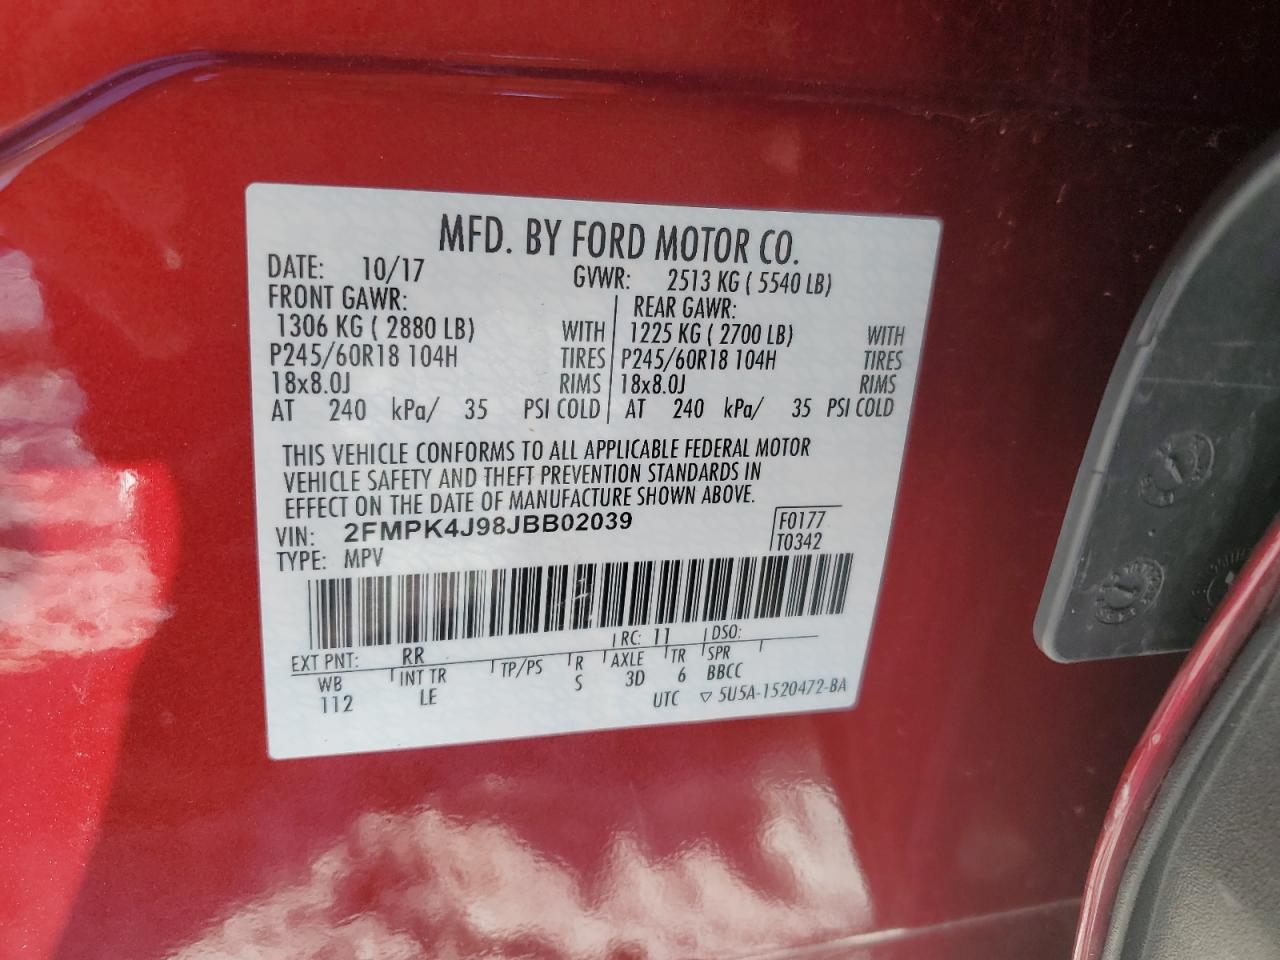 MFD. BY FORD MOTOR CO.
DATE: 10/17 GVWR: 2513 KG ( 5540 LB)
FRONT GAWR: REAR GAWR:
1306 KG ( 2880 LB) WITH 1225 KG ( 2700 LB) WITH
P245/60R18 104H TIRES P245/60R18 104H TIRES
18x8.0J RIMS 18x8.0J RIMS
AT 240 kPa/ 35 PSI COLD AT 240 kPa/ 35 PSI COLD
THIS VEHICLE CONFORMS TO ALL APPLICABLE FEDERAL MOTOR
VEHICLE SAFETY AND THEFT PREVENTION STANDARDS IN
EFFECT ON THE DATE OF MANUFACTURE SHOWN ABOVE.
VIN: 2FMPK4J98JBB02039 F0177
TYPE: MPV T0342
EXT PNT: RR RC: 11 DSO:
WB INT TR TP/PS R AXLE TR SPR
112 LE S 3D 6 BBCC
UTC ▽ 5U5A-1520472-BA